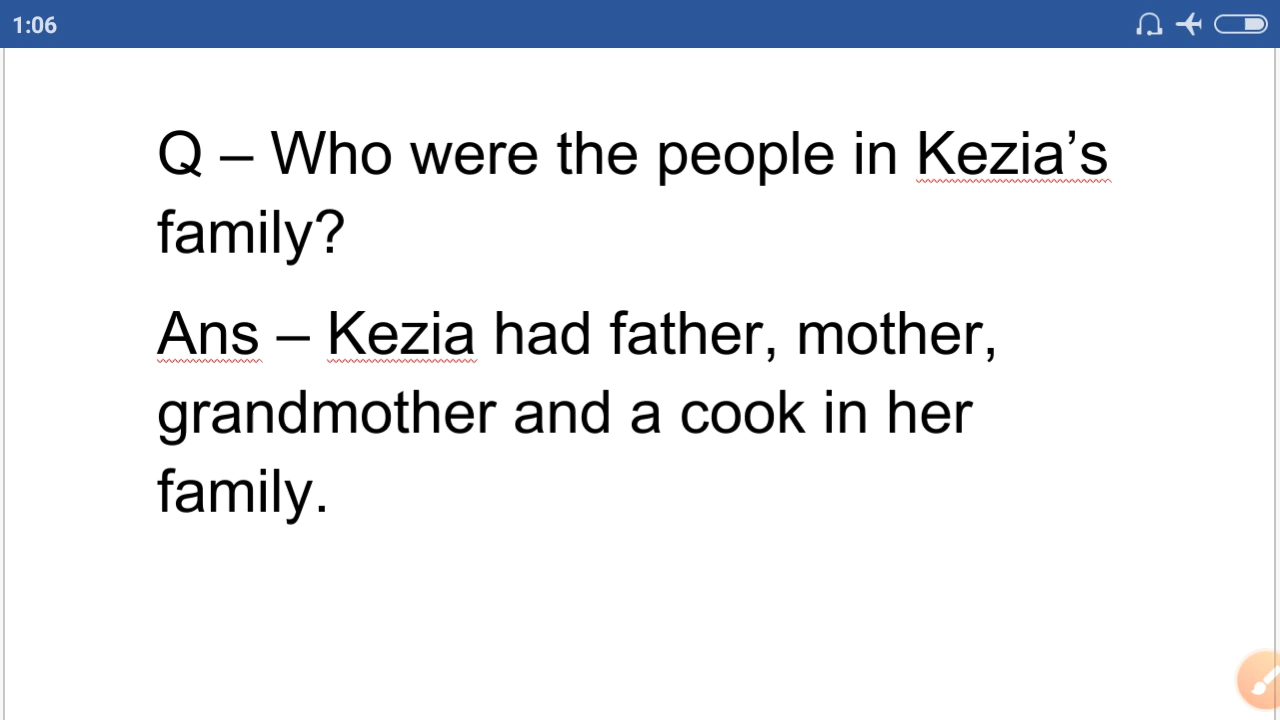 1:06
Q – Who were the people in Kezia’s
family?
Ans – Kezia had father, mother,
grandmother and a cook in her
family.